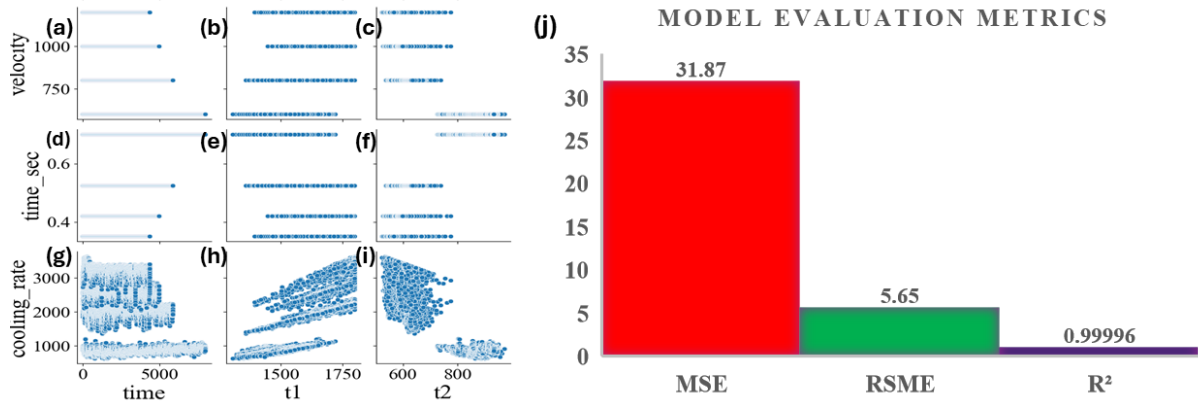 (a)
(b)
(c)
velocity
1000
750
(d)
(e)
(f)
time_sec
0.6
0.4
(g)
(h)
(i)
cooling_rate
3000
2000
1000
0
5000
1500
1750
600
800
time
t1
t2
(j)
MODEL EVALUATION METRICS
35
30
25
20
15
10
5
0
31.87
5.65
0.99996
MSE
RSME
R²